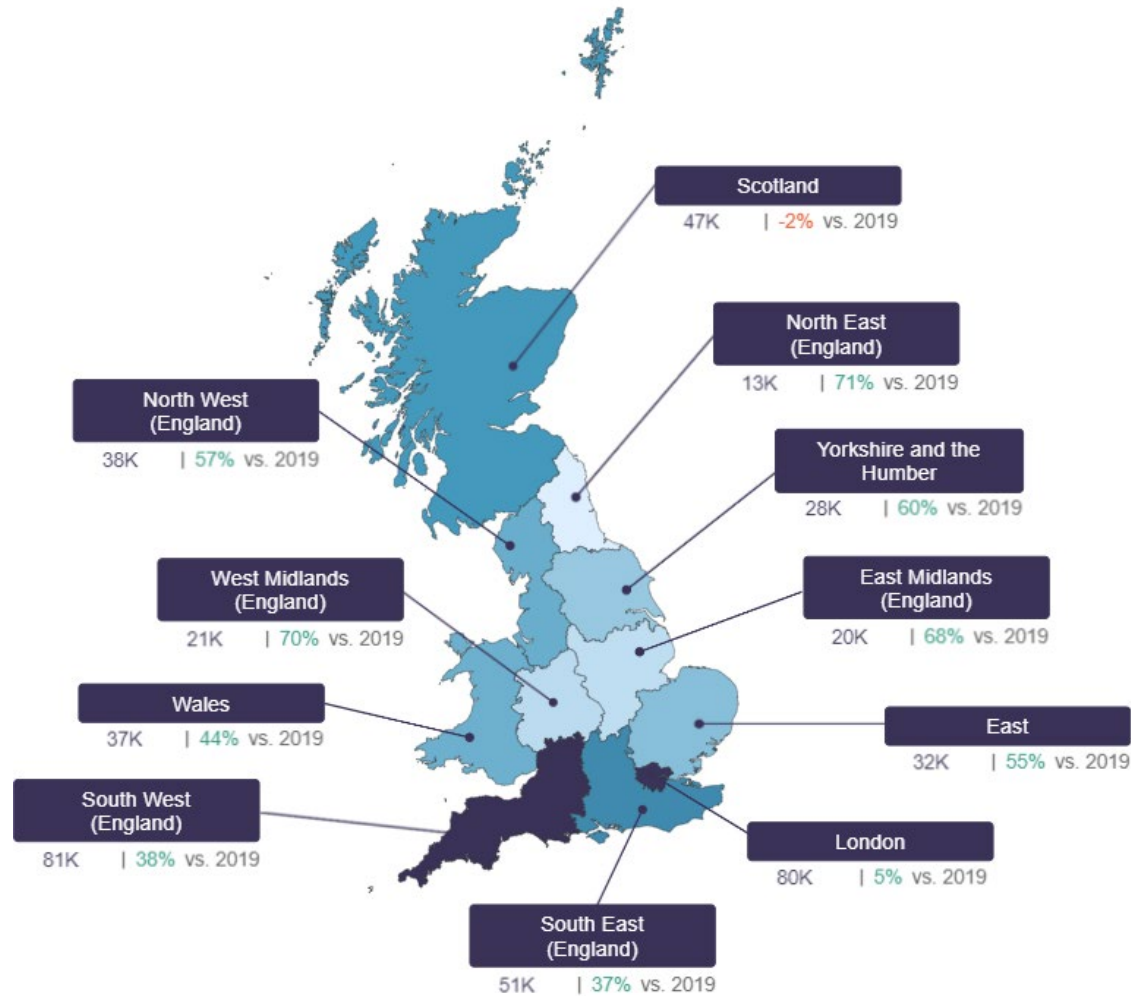 Scotland
47K | -2% vs. 2019
North East
(England)
13K | 71% vs. 2019
North West
(England)
38K | 57% vs. 2019
Yorkshire and the
Humber
28K | 60% vs. 2019
West Midlands
(England)
21K | 70% vs. 2019
East Midlands
(England)
20K | 68% vs. 2019
Wales
37K | 44% vs. 2019
East
32K | 55% vs. 2019
South West
(England)
81K | 38% vs. 2019
London
80K | 5% vs. 2019
South East
(England)
51K | 37% vs. 2019